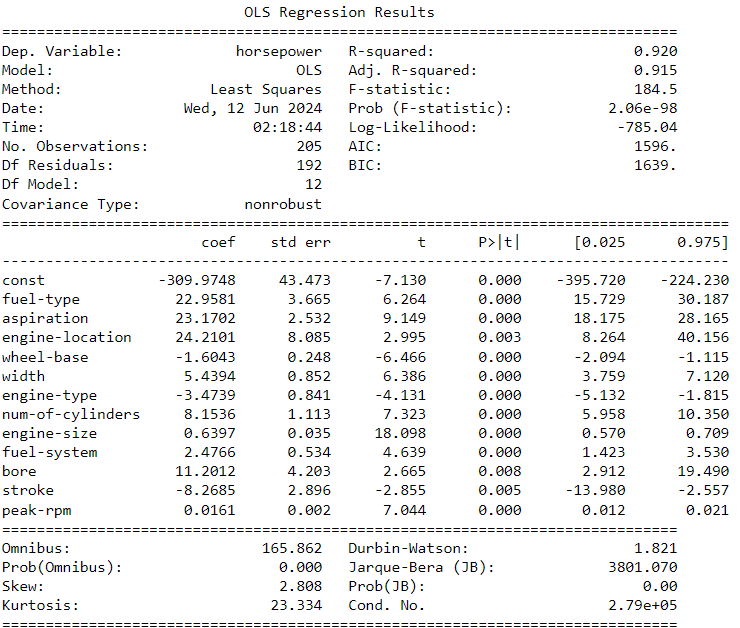 OLS Regression Results
==============================================================================
Dep. Variable:             horsepower   R-squared:                       0.920
Model:                            OLS   Adj. R-squared:                  0.915
Method:                 Least Squares   F-statistic:                     184.5
Date:                Wed, 12 Jun 2024   Prob (F-statistic):           2.06e-98
Time:                        02:18:44   Log-Likelihood:                -785.04
No. Observations:                 205   AIC:                             1596.
Df Residuals:                     192   BIC:                             1639.
Df Model:                          12
Covariance Type:            nonrobust
====================================================================================
                       coef    std err          t      P>|t|      [0.025      0.975]
------------------------------------------------------------------------------------
const             -309.9748     43.473     -7.130      0.000    -395.720    -224.230
fuel-type           22.9581      3.665      6.264      0.000      15.729      30.187
aspiration          23.1702      2.532      9.149      0.000      18.175      28.165
engine-location     24.2101      8.085      2.995      0.003       8.264      40.156
wheel-base          -1.6043      0.248     -6.466      0.000      -2.094      -1.115
width                5.4394      0.852      6.386      0.000       3.759       7.120
engine-type         -3.4739      0.841     -4.131      0.000      -5.132      -1.815
num-of-cylinders     8.1536      1.113      7.323      0.000       5.958      10.350
engine-size          0.6397      0.035     18.098      0.000       0.570       0.709
fuel-system          2.4766      0.534      4.639      0.000       1.423       3.530
bore                11.2012      4.203      2.665      0.008       2.912      19.490
stroke              -8.2685      2.896     -2.855      0.005     -13.980      -2.557
peak-rpm             0.0161      0.002      7.044      0.000       0.012       0.021
==============================================================================
Omnibus:                      165.862   Durbin-Watson:                   1.821
Prob(Omnibus):                  0.000   Jarque-Bera (JB):             3801.070
Skew:                           2.808   Prob(JB):                         0.00
Kurtosis:                      23.334   Cond. No.                     2.79e+05
==============================================================================